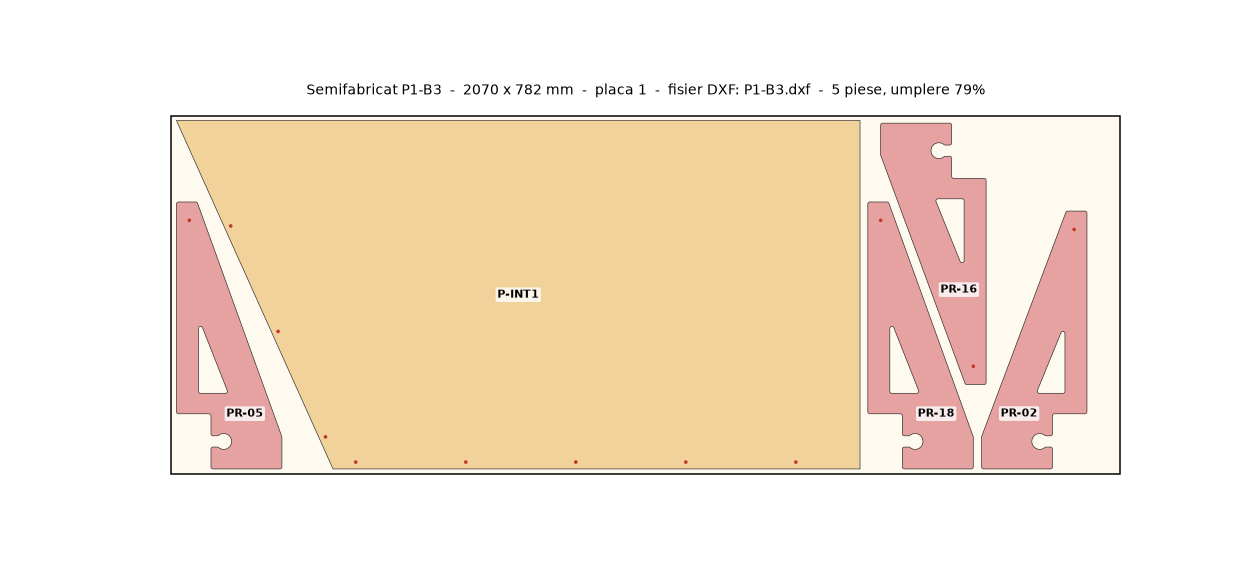 Semifabricat P1-B3 - 2070 x 782 mm - placa 1 - fisier DXF: P1-B3.dxf - 5 piese, umplere 79%
P-INT1
PR-16
PR-05
PR-18
PR-02